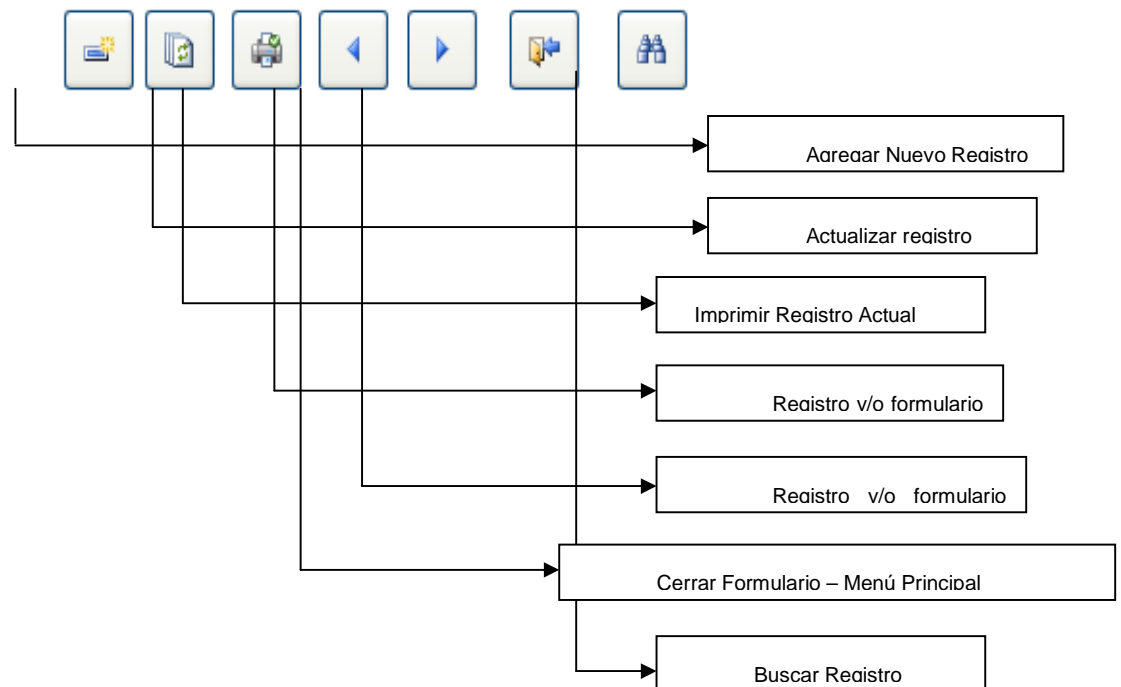 Agregar Nuevo Registro
Actualizar registro
Imprimir Registro Actual
Registro y/o formulario
Registro y/o formulario
Cerrar Formulario – Menú Principal
Buscar Registro